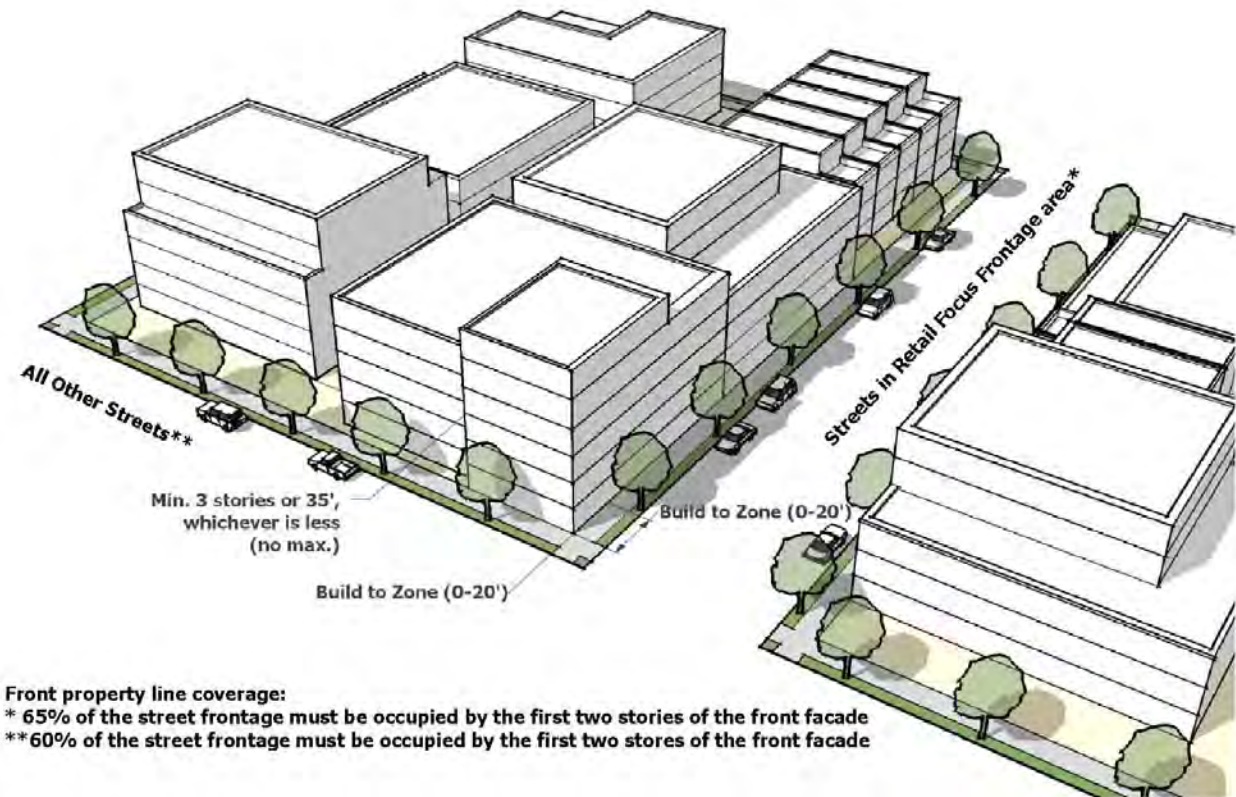 Streets in Retail Focus Frontage area*
All Other Streets**
Min. 3 stories or 35',
whichever is less
(no max.)
Build to Zone (0-20')
Build to Zone (0-20')
Front property line coverage:
* 65% of the street frontage must be occupied by the first two stories of the front facade
**60% of the street frontage must be occupied by the first two stores of the front facade